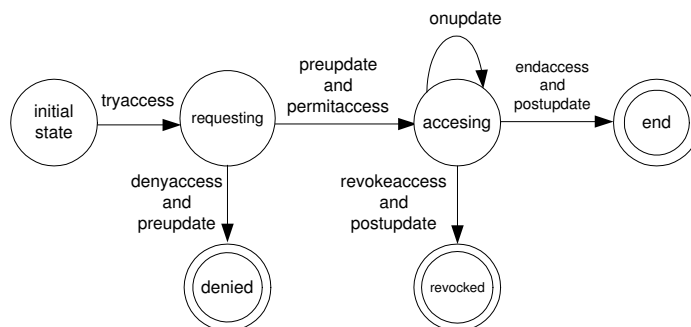 onupdate
preupdate
and
permitaccess
endaccess
and
postupdate
tryaccess
initial
state
requesting
accesing
end
denyaccess
and
preupdate
revokeaccess
and
postupdate
denied
revocked